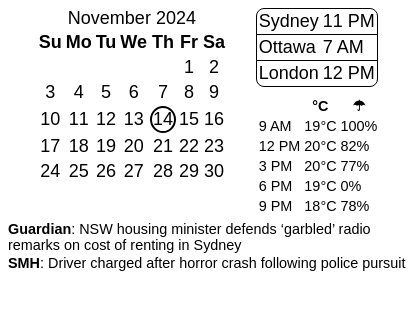 November 2024
Su Mo Tu We Th Fr Sa
1 2
3 4 5 6 7 8 9
10 11 12 13 14 15 16
17 18 19 20 21 22 23
24 25 26 27 28 29 30
Sydney 11 PM
Ottawa 7 AM
London 12 PM
°C ☂
9 AM 19°C 100%
12 PM 20°C 82%
3 PM 20°C 77%
6 PM 19°C 0%
9 PM 18°C 78%
Guardian: NSW housing minister defends ‘garbled’ radio
remarks on cost of renting in Sydney
SMH: Driver charged after horror crash following police pursuit